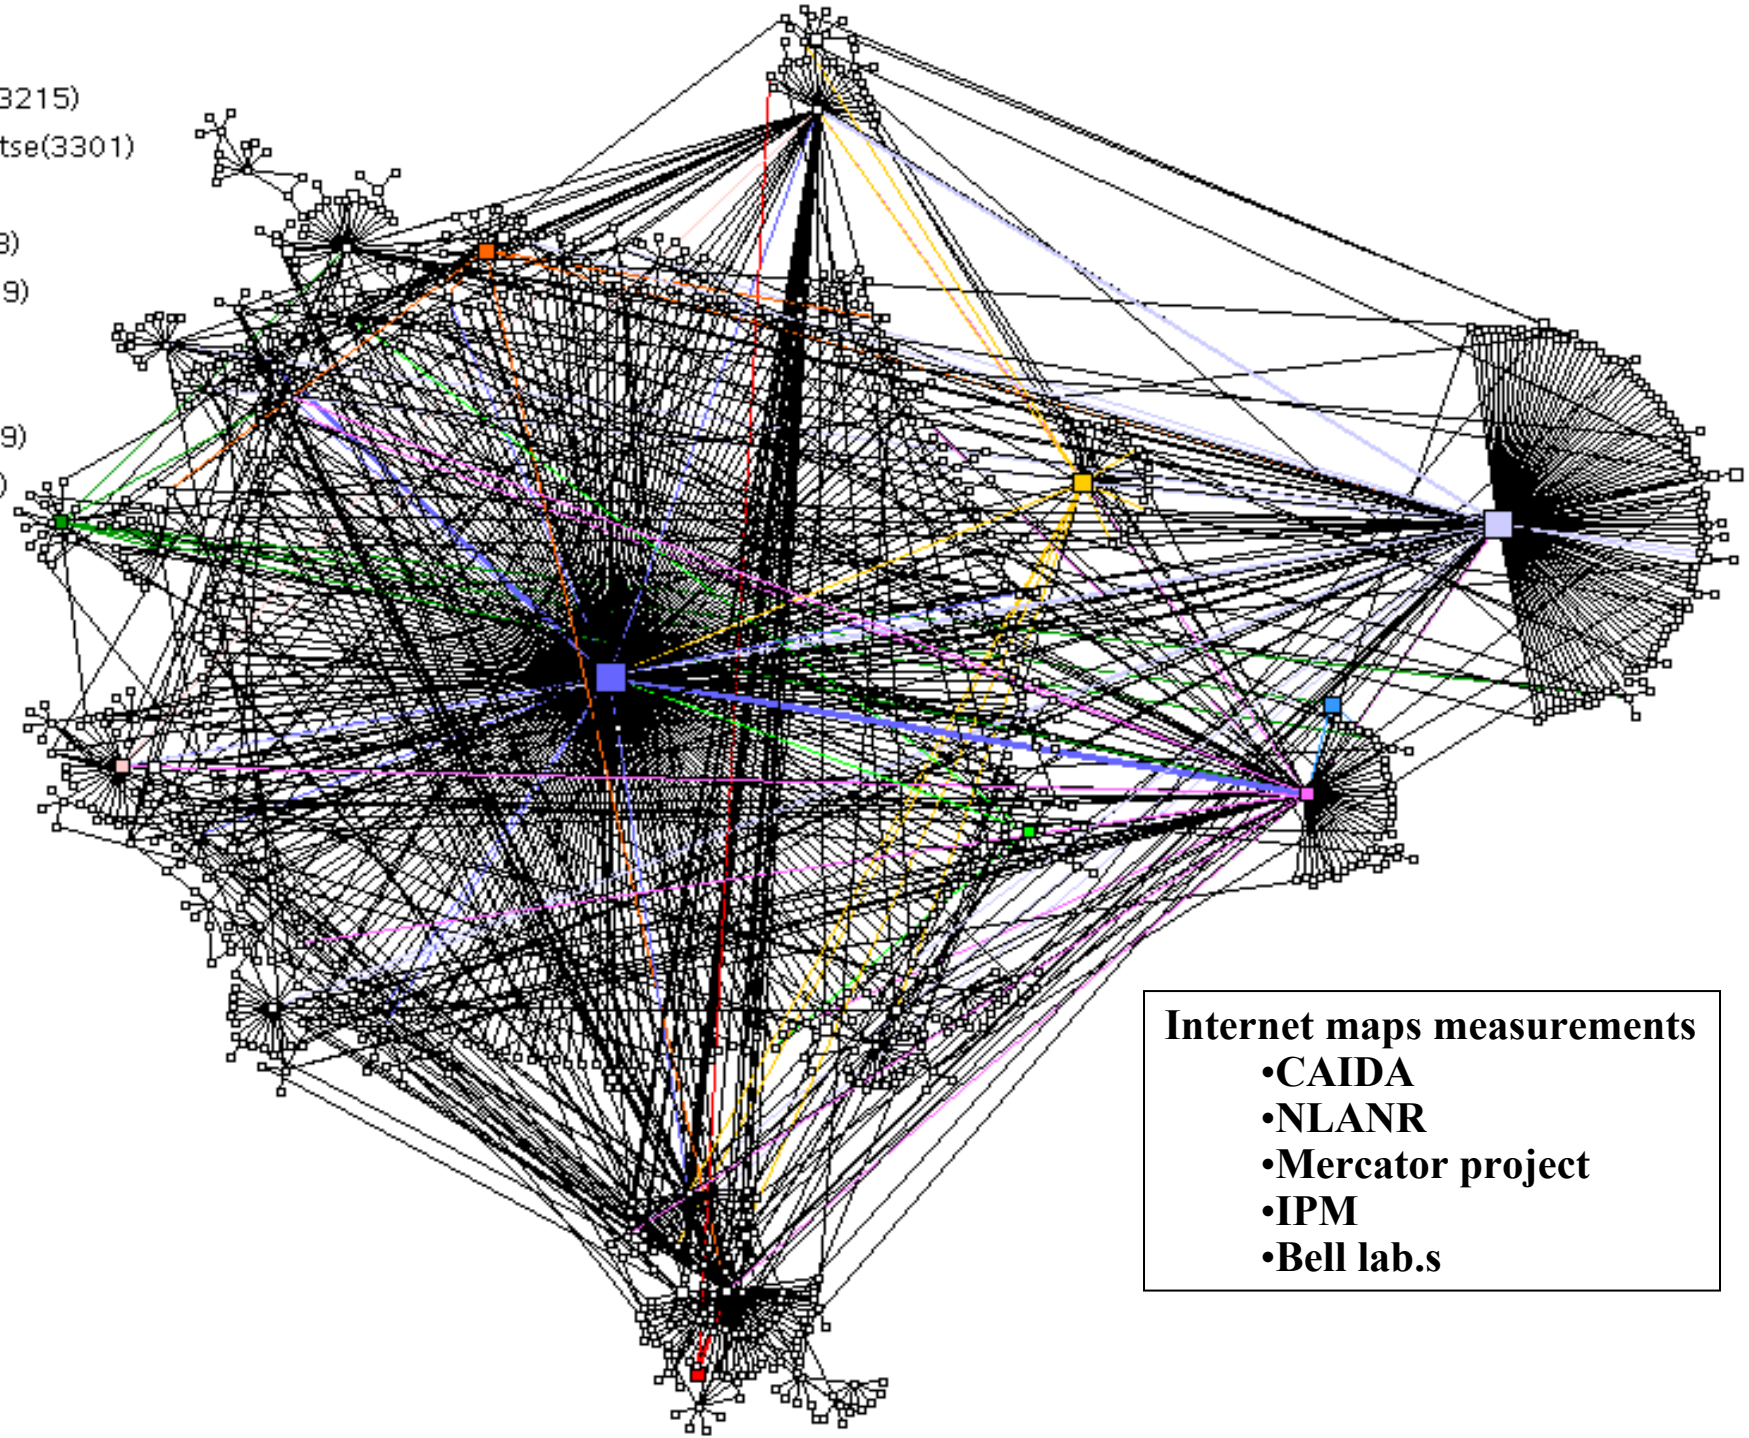 3215)
tse(3301)
3)
9)
9)
)
Internet maps measurements
•CAIDA
•NLANR
•Mercator project
•IPM
•Bell lab.s